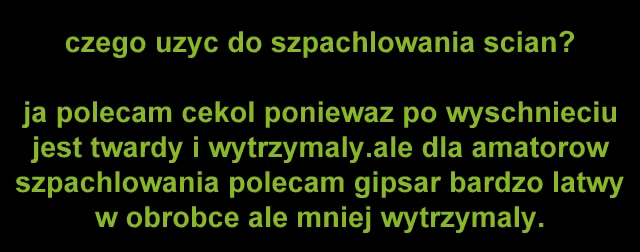 czego uzyc do szpachlowania scian?
ja polecam cekol poniewaz po wyschnieciu
jest twardy i wytrzymaly.ale dla amatorow
szpachlowania polecam gipsar bardzo latwy
w obrobce ale mniej wytrzymaly.